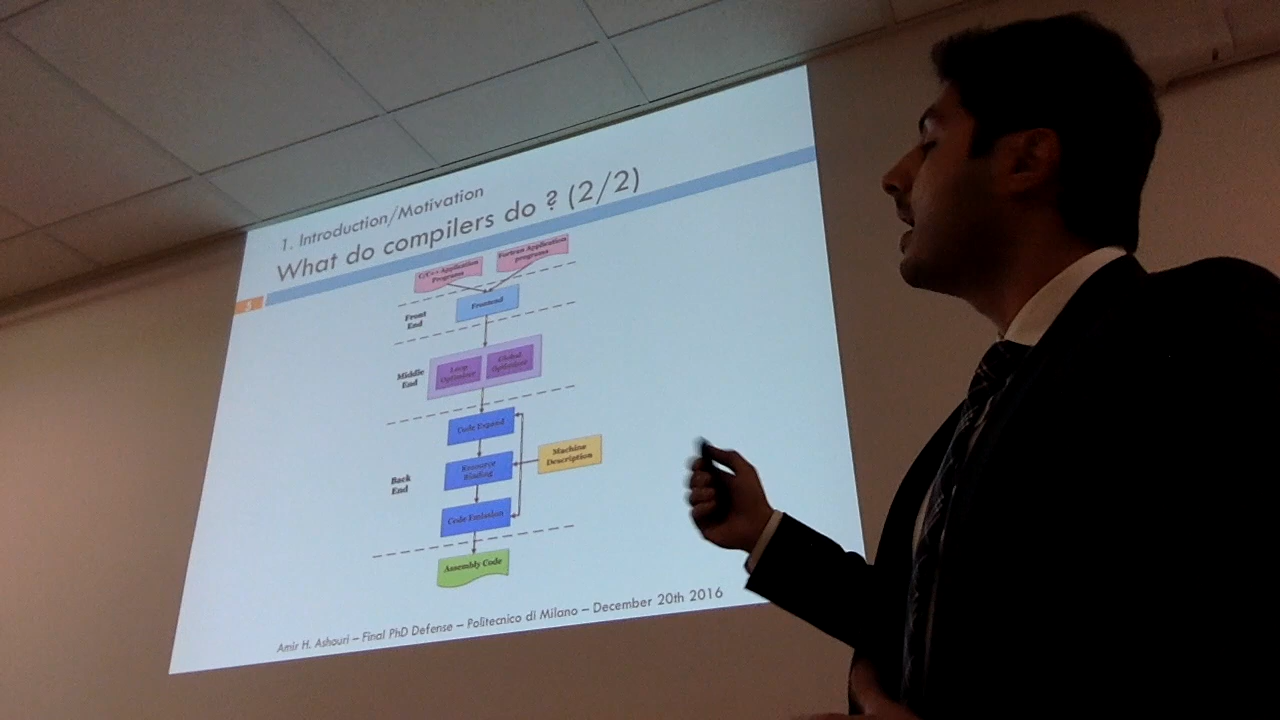 1. Introduction/Motivation
What do compilers do ? (2/2)
5
C/C++ Application
Programs
Fortran Application
programs
Front
End
Frontend
Middle
End
Loop
Optimizer
Global
Optimizer
Back
End
Code Expand
Resource
Binding
Machine
Description
Code Emission
Assembly Code
Amir H. Ashouri – Final PhD Defense – Politecnico di Milano – December 20th 2016